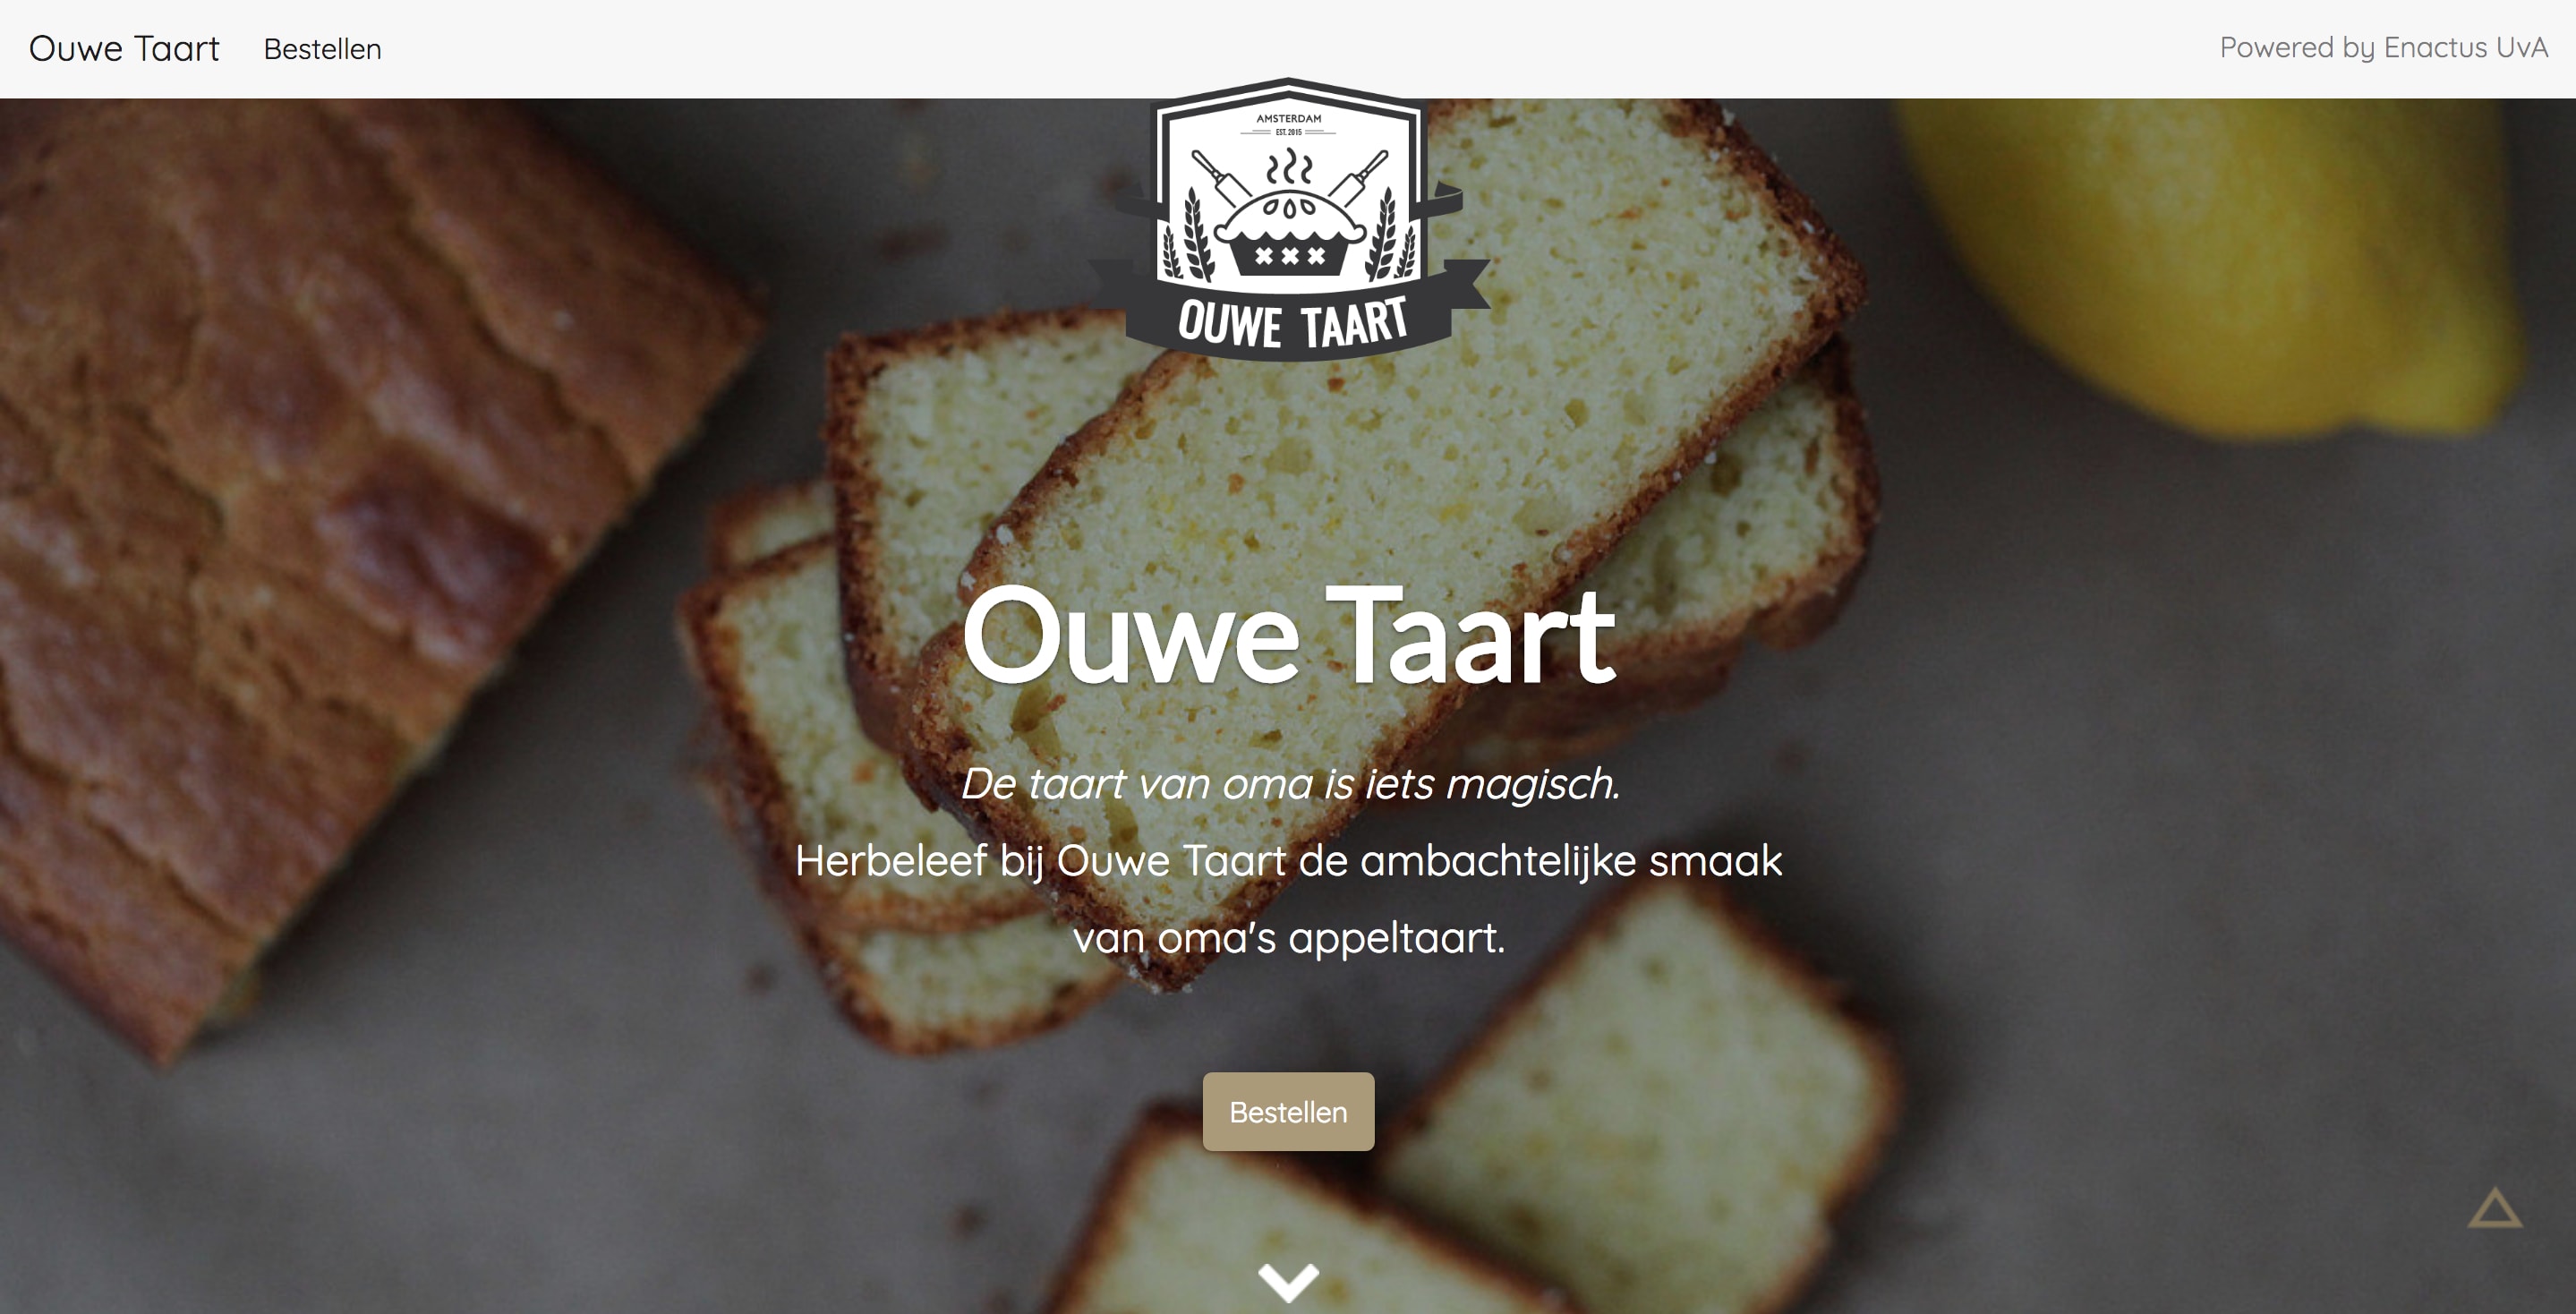 Ouwe Taart
Bestellen
Powered by Enactus UvA
AMSTERDAM
EST. 2015
OUWE TAART
Ouwe Taart
De taart van oma is iets magisch.
Herbeleef bij Ouwe Taart de ambachtelijke smaak
van oma's appeltaart.
Bestellen